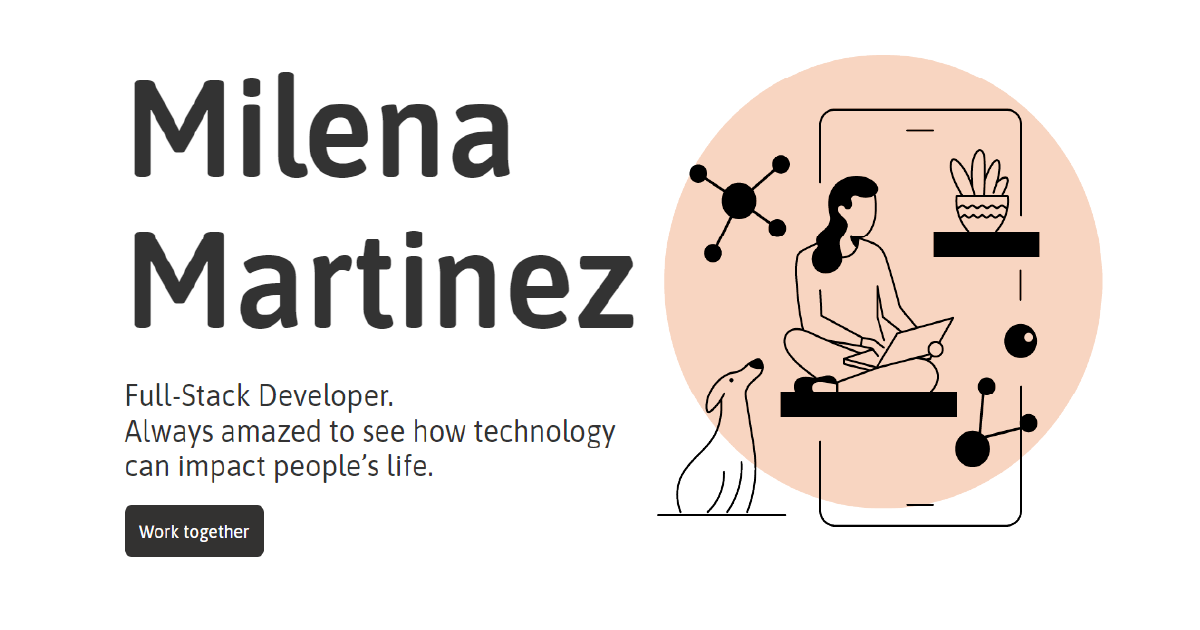 Milena
Martinez
Full-Stack Developer.
Always amazed to see how technology
can impact people’s life.
Work together